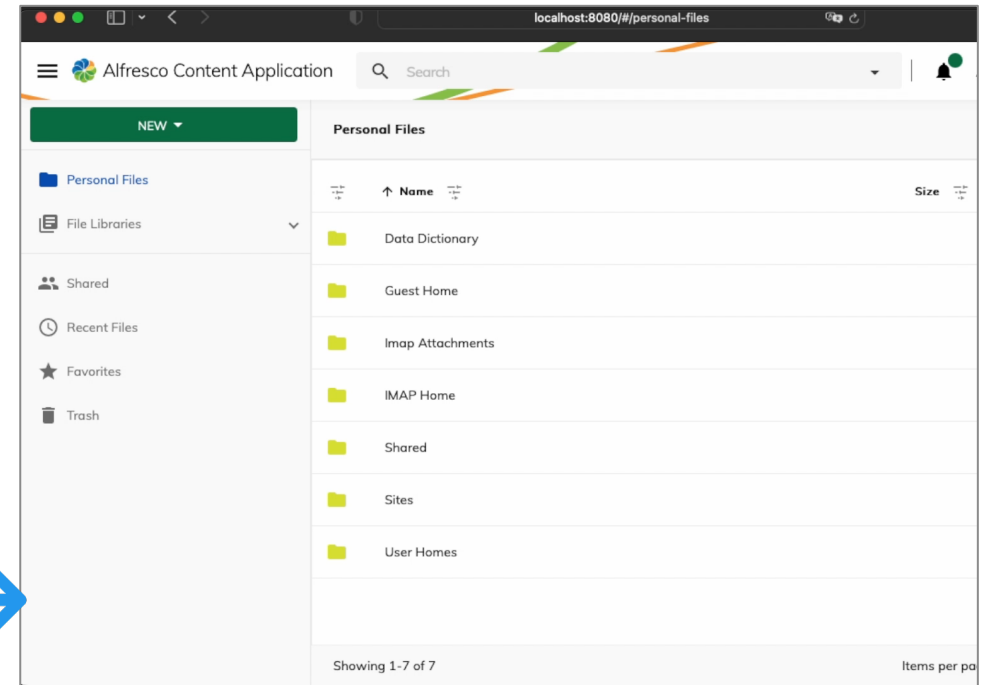 localhost:8080/#/personal-files
Alfresco Content Application
Search
NEW
Personal Files
Personal Files
File Libraries
Shared
Recent Files
Favorites
Trash
Name
Size
Data Dictionary
Guest Home
Imap Attachments
IMAP Home
Shared
Sites
User Homes
Showing 1-7 of 7
Items per pa